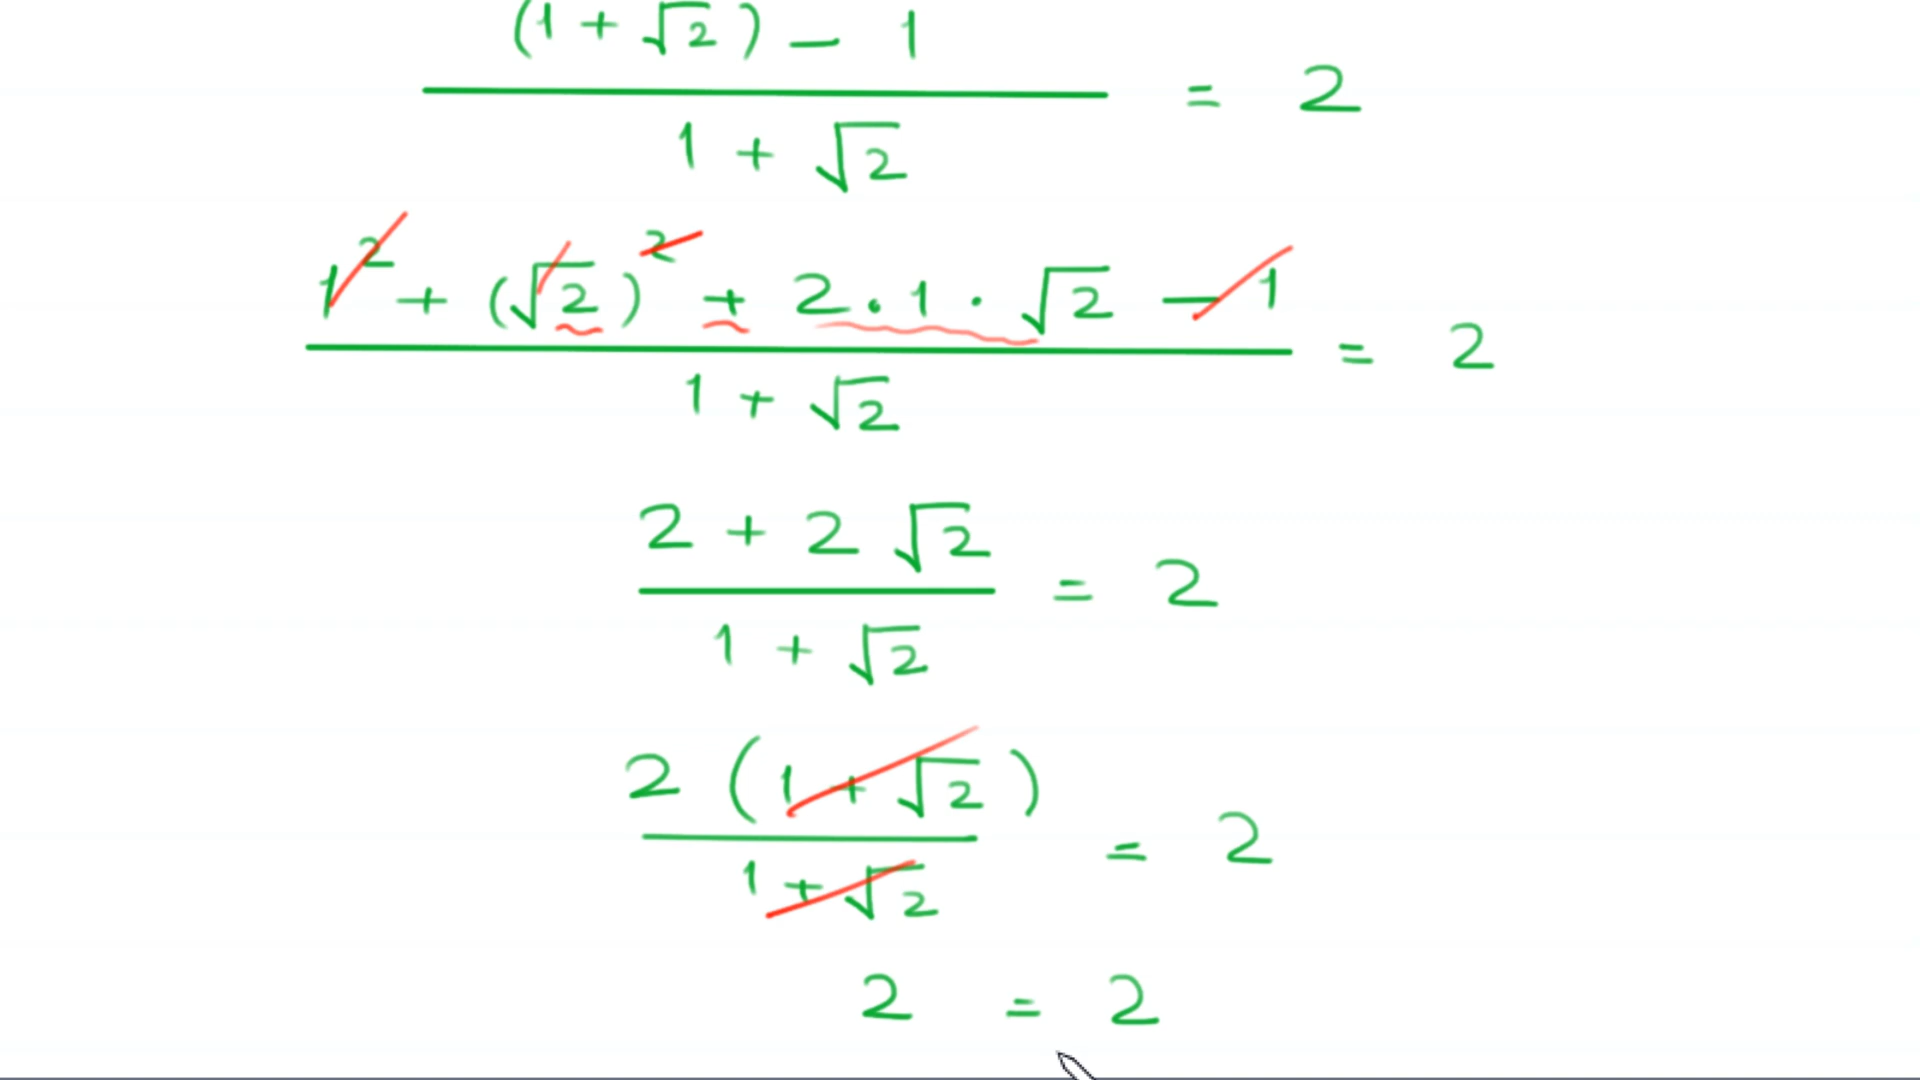 (1 + √2) - 1
1 + √2
= 2
1² + (√2)² + 2 · 1 · √2 - 1
1 + √2
= 2
2 + 2√2
1 + √2
= 2
2 (1 + √2)
1 + √2
= 2
2 = 2